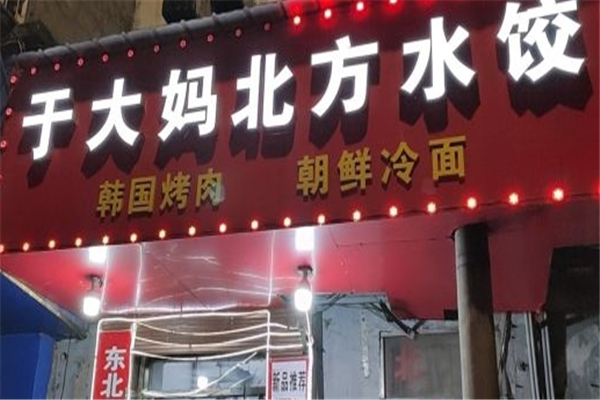 于大妈北方水饺
韩国烤肉 朝鲜冷面
东北
新品推荐
北